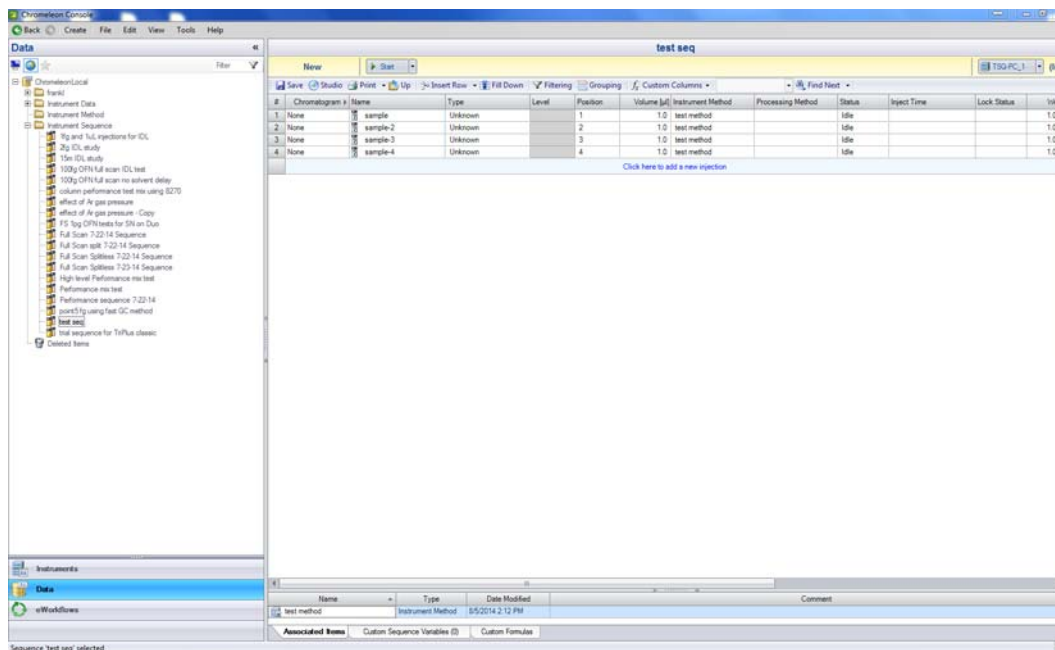 Chromeleon Console
Back Create File Edit View Tools Help
Data «
test seq
Filter
New Start TSQ-PC_1
Save Studio Print Up Insert Row Fill Down Filtering Grouping Custom Columns Find Next
# Chromatogram Name Type Level Position Volume [µl] Instrument Method Processing Method Status Inject Time Lock Status
1 None sample Unknown 1 1.0 test method Idle 1.0
2 None sample-2 Unknown 2 1.0 test method Idle 1.0
3 None sample-3 Unknown 3 1.0 test method Idle 1.0
4 None sample-4 Unknown 4 1.0 test method Idle 1.0
Click here to add a new injection
ChromeleonLocal
frankl
Instrument Data
Instrument Method
Instrument Sequence
1fg and 1uL injections for IDL
2fg IDL study
15m IDL study
100fg OFN full scan IDL test
100fg OFN full scan no solvent delay
column performance test mix using 8270
effect of Ar gas pressure
effect of Ar gas pressure - Copy
FS 1pg OFN tests for SN on Duo
Full Scan 7-22-14 Sequence
Full Scan split 7-22-14 Sequence
Full Scan Splitless 7-22-14 Sequence
Full Scan Splitless 7-23-14 Sequence
High level Performance mix test
Performance mix test
Performance sequence 7-22-14
point5 fg using fast GC method
test seq
trial sequence for TriPlus classic
Deleted Items
Instruments
Data
eWorkflows
Name Type Date Modified Comment
test method Instrument Method 8/5/2014 2:12 PM
Associated Items Custom Sequence Variables (0) Custom Formulas
Sequence 'test seq' selected